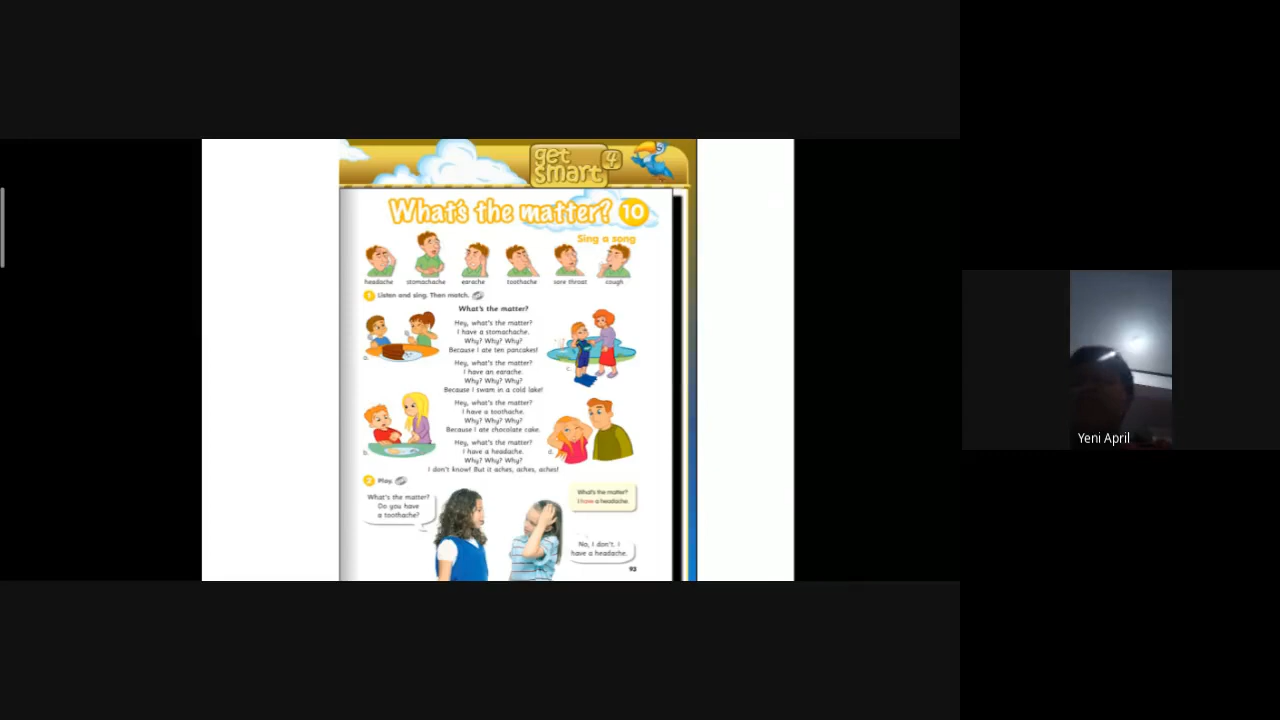 get
smart 4
What's the matter? 10
Sing a song
headache stomachache earache toothache sore throat cough
1 Listen and sing. Then match.
What's the matter?
Hey, what's the matter?
I have a stomachache.
Why? Why? Why?
Because I ate ten pancakes!
Hey, what's the matter?
I have an earache.
Why? Why? Why?
Because I swam in a cold lake!
Hey, what's the matter?
I have a toothache.
Why? Why? Why?
Because I ate chocolate cake.
Hey, what's the matter?
I have a headache.
Why? Why? Why?
I don't know! But it aches, aches, aches!
a.
c.
b.
d.
2 Play.
What's the matter?
Do you have
a toothache?
What's the matter?
I have a headache.
No, I don't. I
have a headache.
93
Yeni April